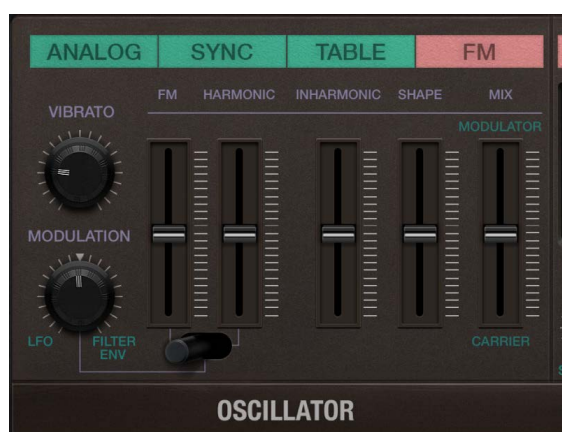 ANALOG SYNC TABLE FM
FM HARMONIC INHARMONIC SHAPE MIX
VIBRATO
MODULATOR
MODULATION
LFO FILTER ENV
CARRIER
OSCILLATOR